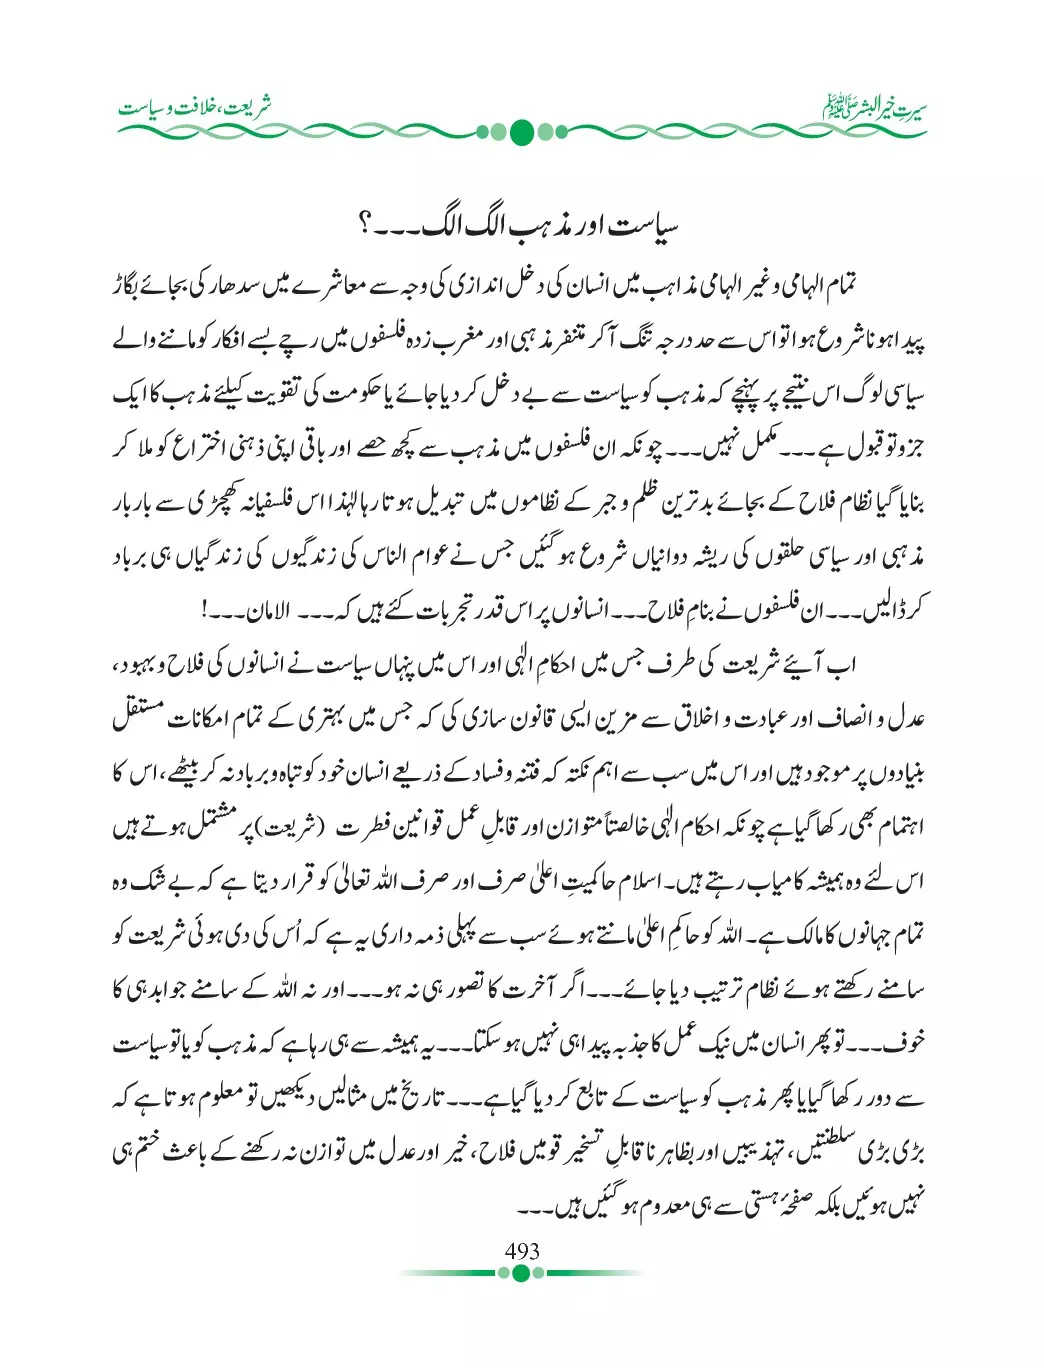 سیرتِ خیر البشر ﷺ
شریعت، خلافت و سیاست
سیاست اور مذہب الگ الگ۔۔۔؟
تمام الہامی و غیر الہامی مذاہب میں انسان کی دخل اندازی کی وجہ سے معاشرے میں سدھار کی بجائے بگاڑ
پیدا ہونا شروع ہوا تو اس سے حد درجہ تنگ آ کر متنفر مذہبی اور مغرب زدہ فلسفوں میں رچے بسے افکار کو ماننے والے
سیاسی لوگ اس نتیجے پر پہنچے کہ مذہب کو سیاست سے بے دخل کر دیا جائے یا حکومت کی تقویت کیلئے مذہب کا ایک
جزو تو قبول ہے ۔۔۔ مکمل نہیں۔۔۔ چونکہ ان فلسفوں میں مذہب سے کچھ حصے اور باقی اپنی ذہنی اختراع کو ملا کر
بنایا گیا نظام فلاح کے بجائے بدترین ظلم و جبر کے نظاموں میں تبدیل ہوتا رہا لہٰذا اس فلسفیانہ کھچڑی سے بار بار
مذہبی اور سیاسی حلقوں کی ریشہ دوانیاں شروع ہو گئیں جس نے عوام الناس کی زندگیوں کی زندگیاں ہی برباد
کر ڈالیں۔۔۔ ان فلسفوں نے بنامِ فلاح۔۔۔ انسانوں پر اس قدر تجربات کئے ہیں کہ۔۔۔ الامان۔۔۔!
اب آیئے شریعت کی طرف جس میں احکامِ الٰہی اور اس میں پنہاں سیاست نے انسانوں کی فلاح و بہبود،
عدل و انصاف اور عبادت و اخلاق سے مزین ایسی قانون سازی کی کہ جس میں بہتری کے تمام امکانات مستقل
بنیادوں پر موجود ہیں اور اس میں سب سے اہم نکتہ کہ فتنہ و فساد کے ذریعے انسان خود کو تباہ و برباد نہ کر بیٹھے، اس کا
اہتمام بھی رکھا گیا ہے چونکہ احکام الٰہی خالصتاً متوازن اور قابلِ عمل قوانین فطرت (شریعت) پر مشتمل ہوتے ہیں
اس لئے وہ ہمیشہ کامیاب رہتے ہیں۔ اسلام حاکمیتِ اعلیٰ صرف اور صرف اللہ تعالیٰ کو قرار دیتا ہے کہ بے شک وہ
تمام جہانوں کا مالک ہے۔ اللہ کو حاکمِ اعلیٰ مانتے ہوئے سب سے پہلی ذمہ داری یہ ہے کہ اُس کی دی ہوئی شریعت کو
سامنے رکھتے ہوئے نظام ترتیب دیا جائے۔۔۔ اگر آخرت کا تصور ہی نہ ہو۔۔۔ اور نہ اللہ کے سامنے جوابدہی کا
خوف۔۔۔ تو پھر انسان میں نیک عمل کا جذبہ پیدا ہی نہیں ہو سکتا۔۔۔ یہ ہمیشہ سے ہی رہا ہے کہ مذہب کو یا تو سیاست
سے دور رکھا گیا یا پھر مذہب کو سیاست کے تابع کر دیا گیا ہے۔۔۔ تاریخ میں مثالیں دیکھیں تو معلوم ہوتا ہے کہ
بڑی بڑی سلطنتیں، تہذیبیں اور بظاہر ناقابلِ تسخیر قومیں فلاح، خیر اور عدل میں توازن نہ رکھنے کے باعث ختم ہی
نہیں ہوئیں بلکہ صفحۂ ہستی سے ہی معدوم ہو گئیں ہیں۔۔۔
493